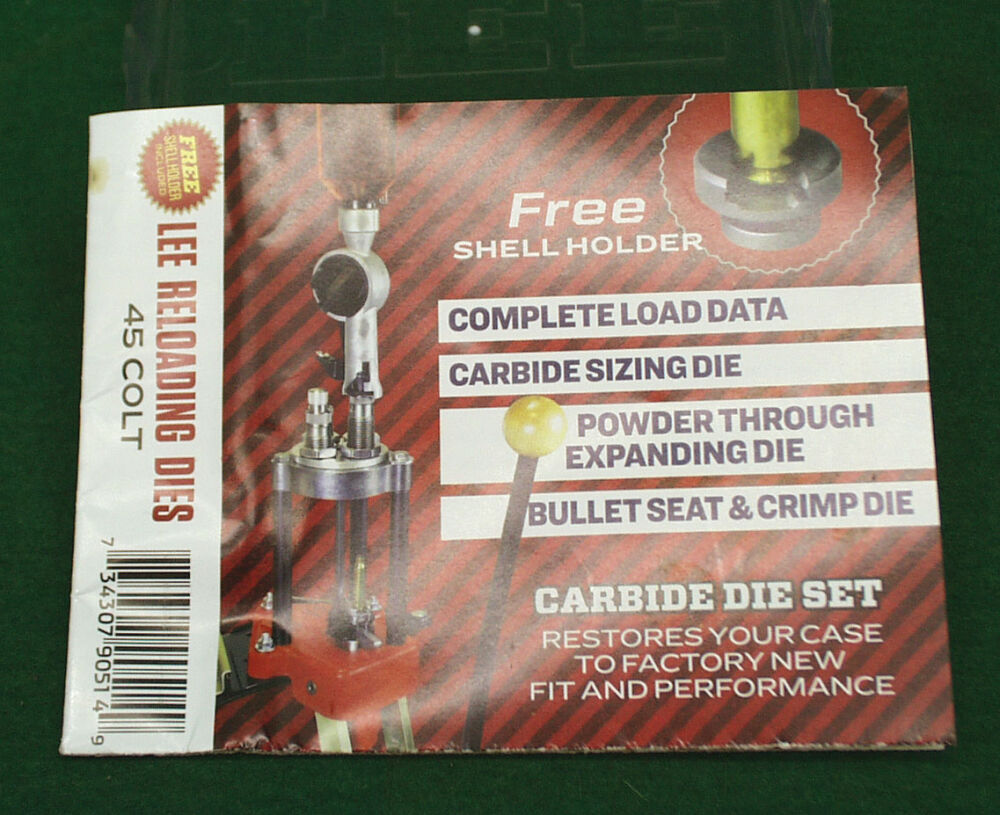 FREE
SHELL HOLDER
INCLUDED
LEE RELOADING DIES
45 COLT
7 34307 90514 9
Free
SHELL HOLDER
COMPLETE LOAD DATA
CARBIDE SIZING DIE
POWDER THROUGH
EXPANDING DIE
BULLET SEAT & CRIMP DIE
CARBIDE DIE SET
RESTORES YOUR CASE
TO FACTORY NEW
FIT AND PERFORMANCE